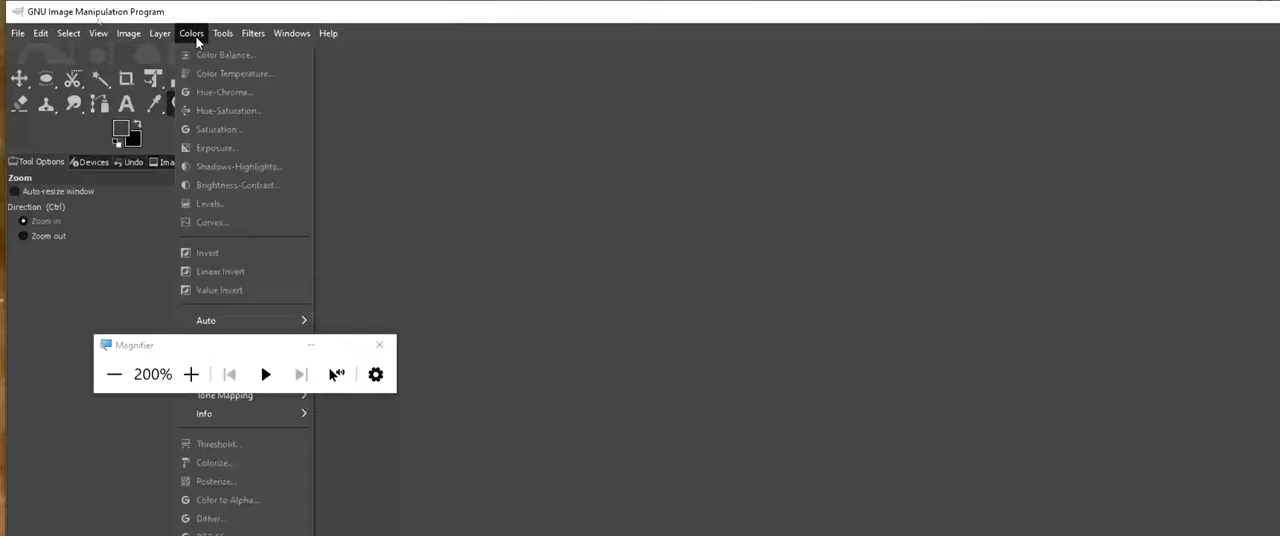 GNU Image Manipulation Program
File Edit Select View Image Layer Colors Tools Filters Windows Help
Color Balance...
Color Temperature...
Hue-Chroma...
Hue-Saturation...
Saturation...
Exposure...
Shadows-Highlights...
Brightness-Contrast...
Levels...
Curves...
Invert
Linear Invert
Value Invert
Auto
Tool Options Devices Undo Ima
Zoom
Auto-resize window
Direction (Ctrl)
Zoom in
Zoom out
Magnifier
200%
Tone Mapping
Info
Threshold...
Colorize...
Posterize...
Color to Alpha...
Dither...